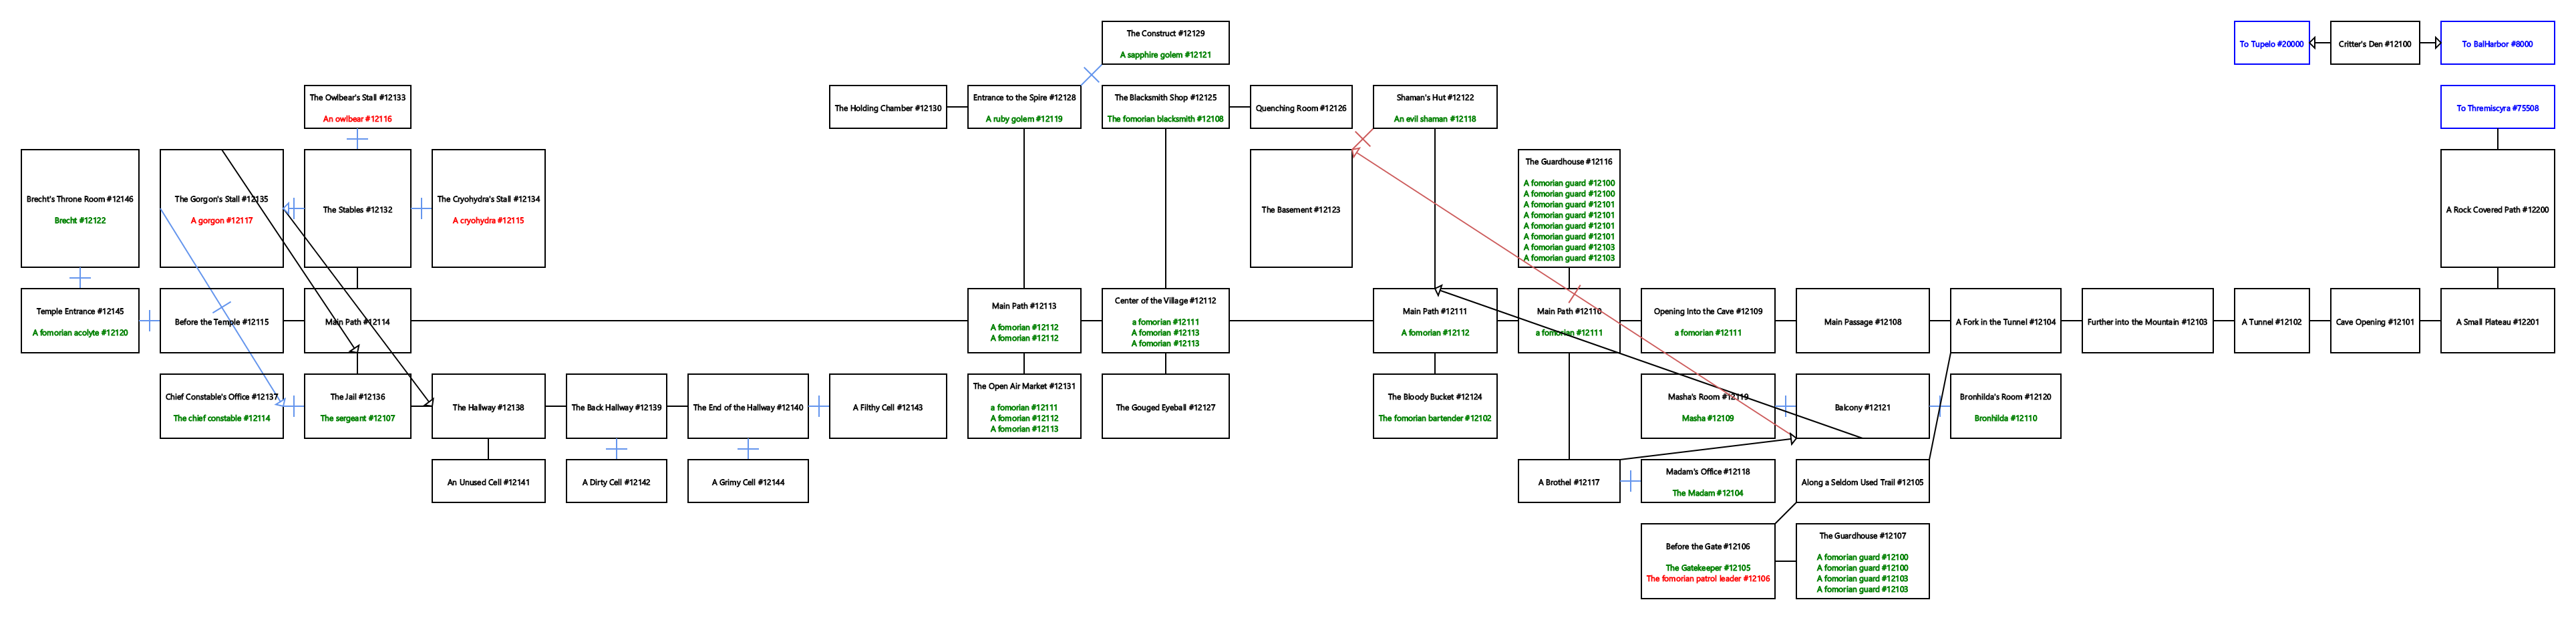 The Construct #12129
A sapphire golem #12121
To Tupelo #20000
Critter's Den #12100
To BalHarbor #8000
The Owlbear's Stall #12133
An owlbear #12116
The Holding Chamber #12130
Entrance to the Spire #12128
A ruby golem #12119
The Blacksmith Shop #12125
The fomorian blacksmith #12108
Quenching Room #12126
Shaman's Hut #12122
An evil shaman #12118
To Thremiscyra #75508
Brecht's Throne Room #12146
Brecht #12122
The Gorgon's Stall #12135
A gorgon #12117
The Stables #12132
The Cryohydra's Stall #12134
A cryohydra #12115
The Basement #12123
The Guardhouse #12116
A fomorian guard #12100
A fomorian guard #12100
A fomorian guard #12101
A fomorian guard #12101
A fomorian guard #12101
A fomorian guard #12101
A fomorian guard #12103
A fomorian guard #12103
A Rock Covered Path #12200
Temple Entrance #12145
A fomorian acolyte #12120
Before the Temple #12115
Main Path #12114
Main Path #12113
A fomorian #12112
A fomorian #12112
Center of the Village #12112
a fomorian #12111
A fomorian #12113
A fomorian #12113
Main Path #12111
A fomorian #12112
Main Path #12110
a fomorian #12111
Opening Into the Cave #12109
a fomorian #12111
Main Passage #12108
A Fork in the Tunnel #12104
Further into the Mountain #12103
A Tunnel #12102
Cave Opening #12101
A Small Plateau #12201
Chief Constable's Office #12137
The chief constable #12114
The Jail #12136
The sergeant #12107
The Hallway #12138
The Back Hallway #12139
The End of the Hallway #12140
A Filthy Cell #12143
The Open Air Market #12131
a fomorian #12111
A fomorian #12112
A fomorian #12113
The Gouged Eyeball #12127
The Bloody Bucket #12124
The fomorian bartender #12102
Masha's Room #12119
Masha #12109
Balcony #12121
Bronhilda's Room #12120
Bronhilda #12110
An Unused Cell #12141
A Dirty Cell #12142
A Grimy Cell #12144
A Brothel #12117
Madam's Office #12118
The Madam #12104
Along a Seldom Used Trail #12105
Before the Gate #12106
The Gatekeeper #12105
The fomorian patrol leader #12106
The Guardhouse #12107
A fomorian guard #12100
A fomorian guard #12100
A fomorian guard #12103
A fomorian guard #12103